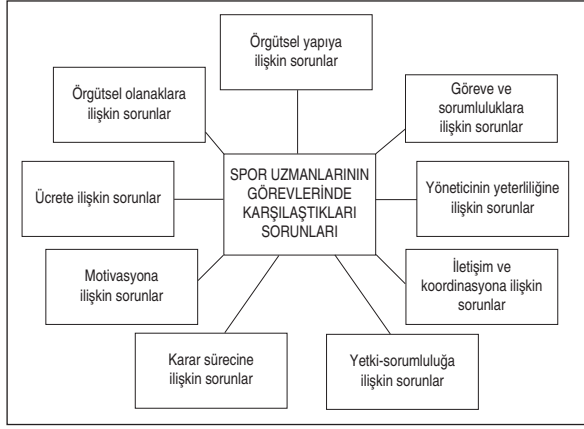 Örgütsel yapıya
ilişkin sorunlar
Örgütsel olanaklara
ilişkin sorunlar
Göreve ve
sorumluluklara
ilişkin sorunlar
SPOR UZMANLARININ
GÖREVLERİNDE
KARŞILAŞTIKLARI
SORUNLARI
Ücrete ilişkin sorunlar
Yöneticinin yeterliliğine
ilişkin sorunlar
Motivasyona
ilişkin sorunlar
İletişim ve
koordinasyona ilişkin
sorunlar
Karar sürecine
ilişkin sorunlar
Yetki-sorumluluğa
ilişkin sorunlar